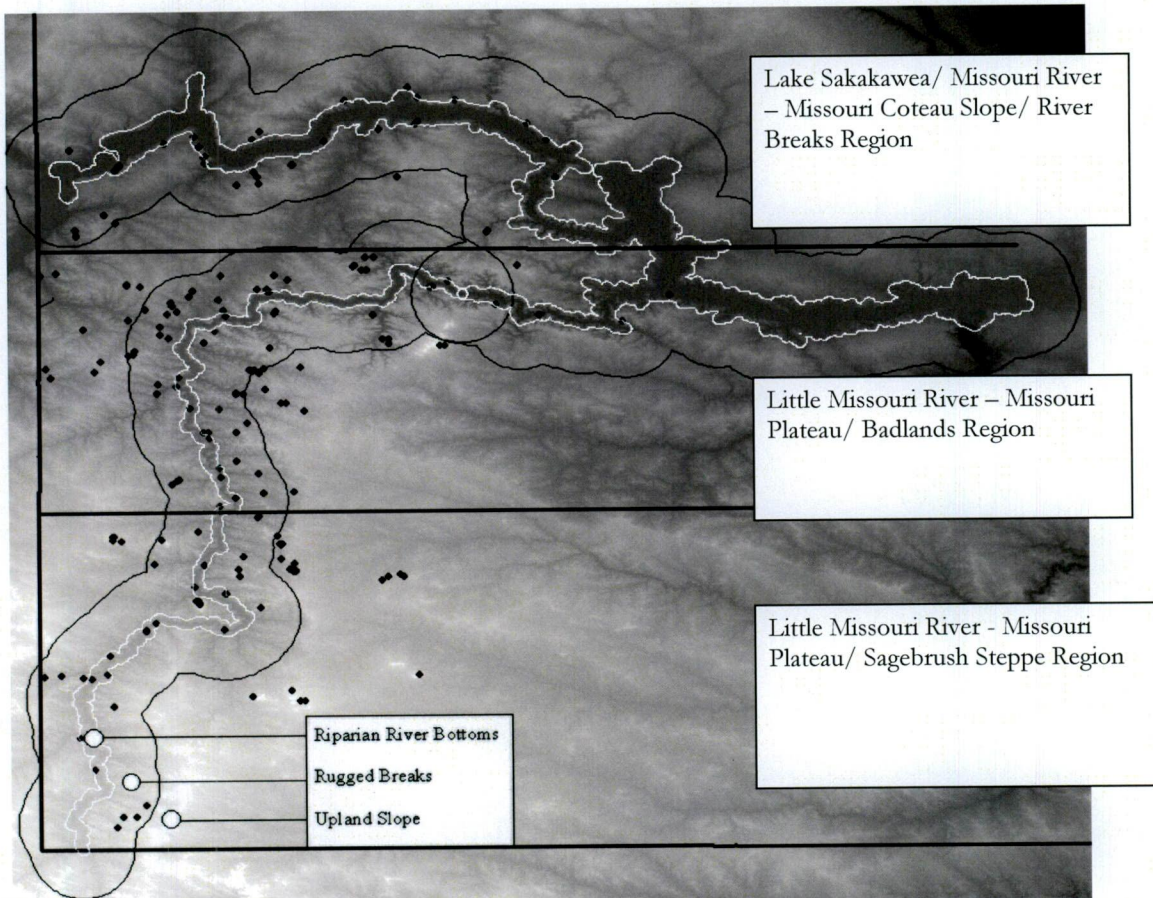 Lake Sakakawea/ Missouri River
– Missouri Coteau Slope/ River
Breaks Region
Little Missouri River – Missouri
Plateau/ Badlands Region
Little Missouri River - Missouri
Plateau/ Sagebrush Steppe Region
Riparian River Bottoms
Rugged Breaks
Upland Slope